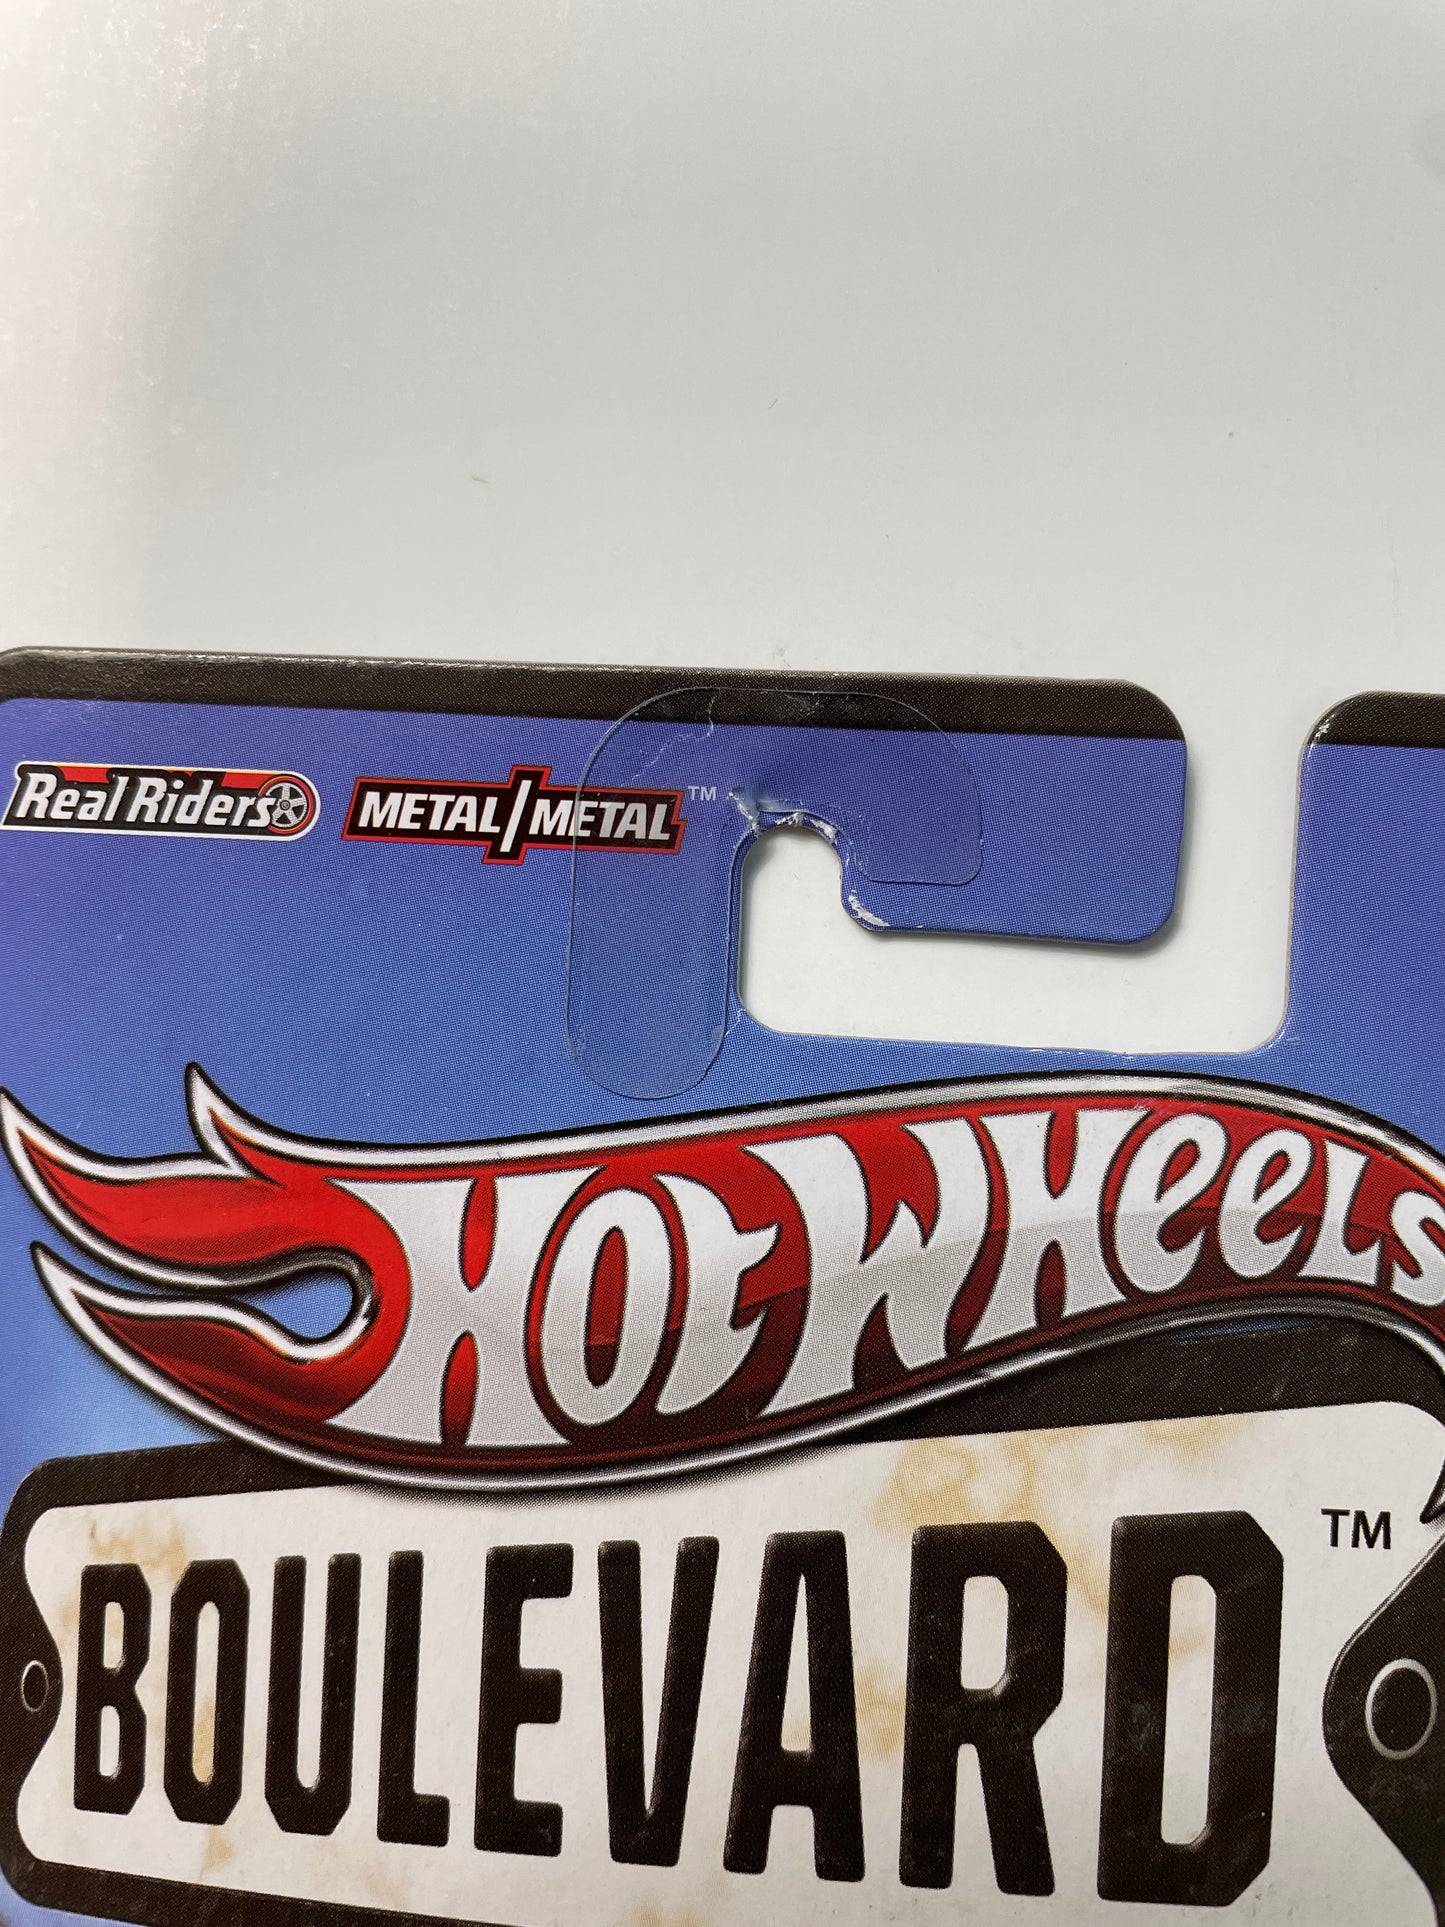 Real Riders METAL/METAL™
HOT WHEELS
BOULEVARD™